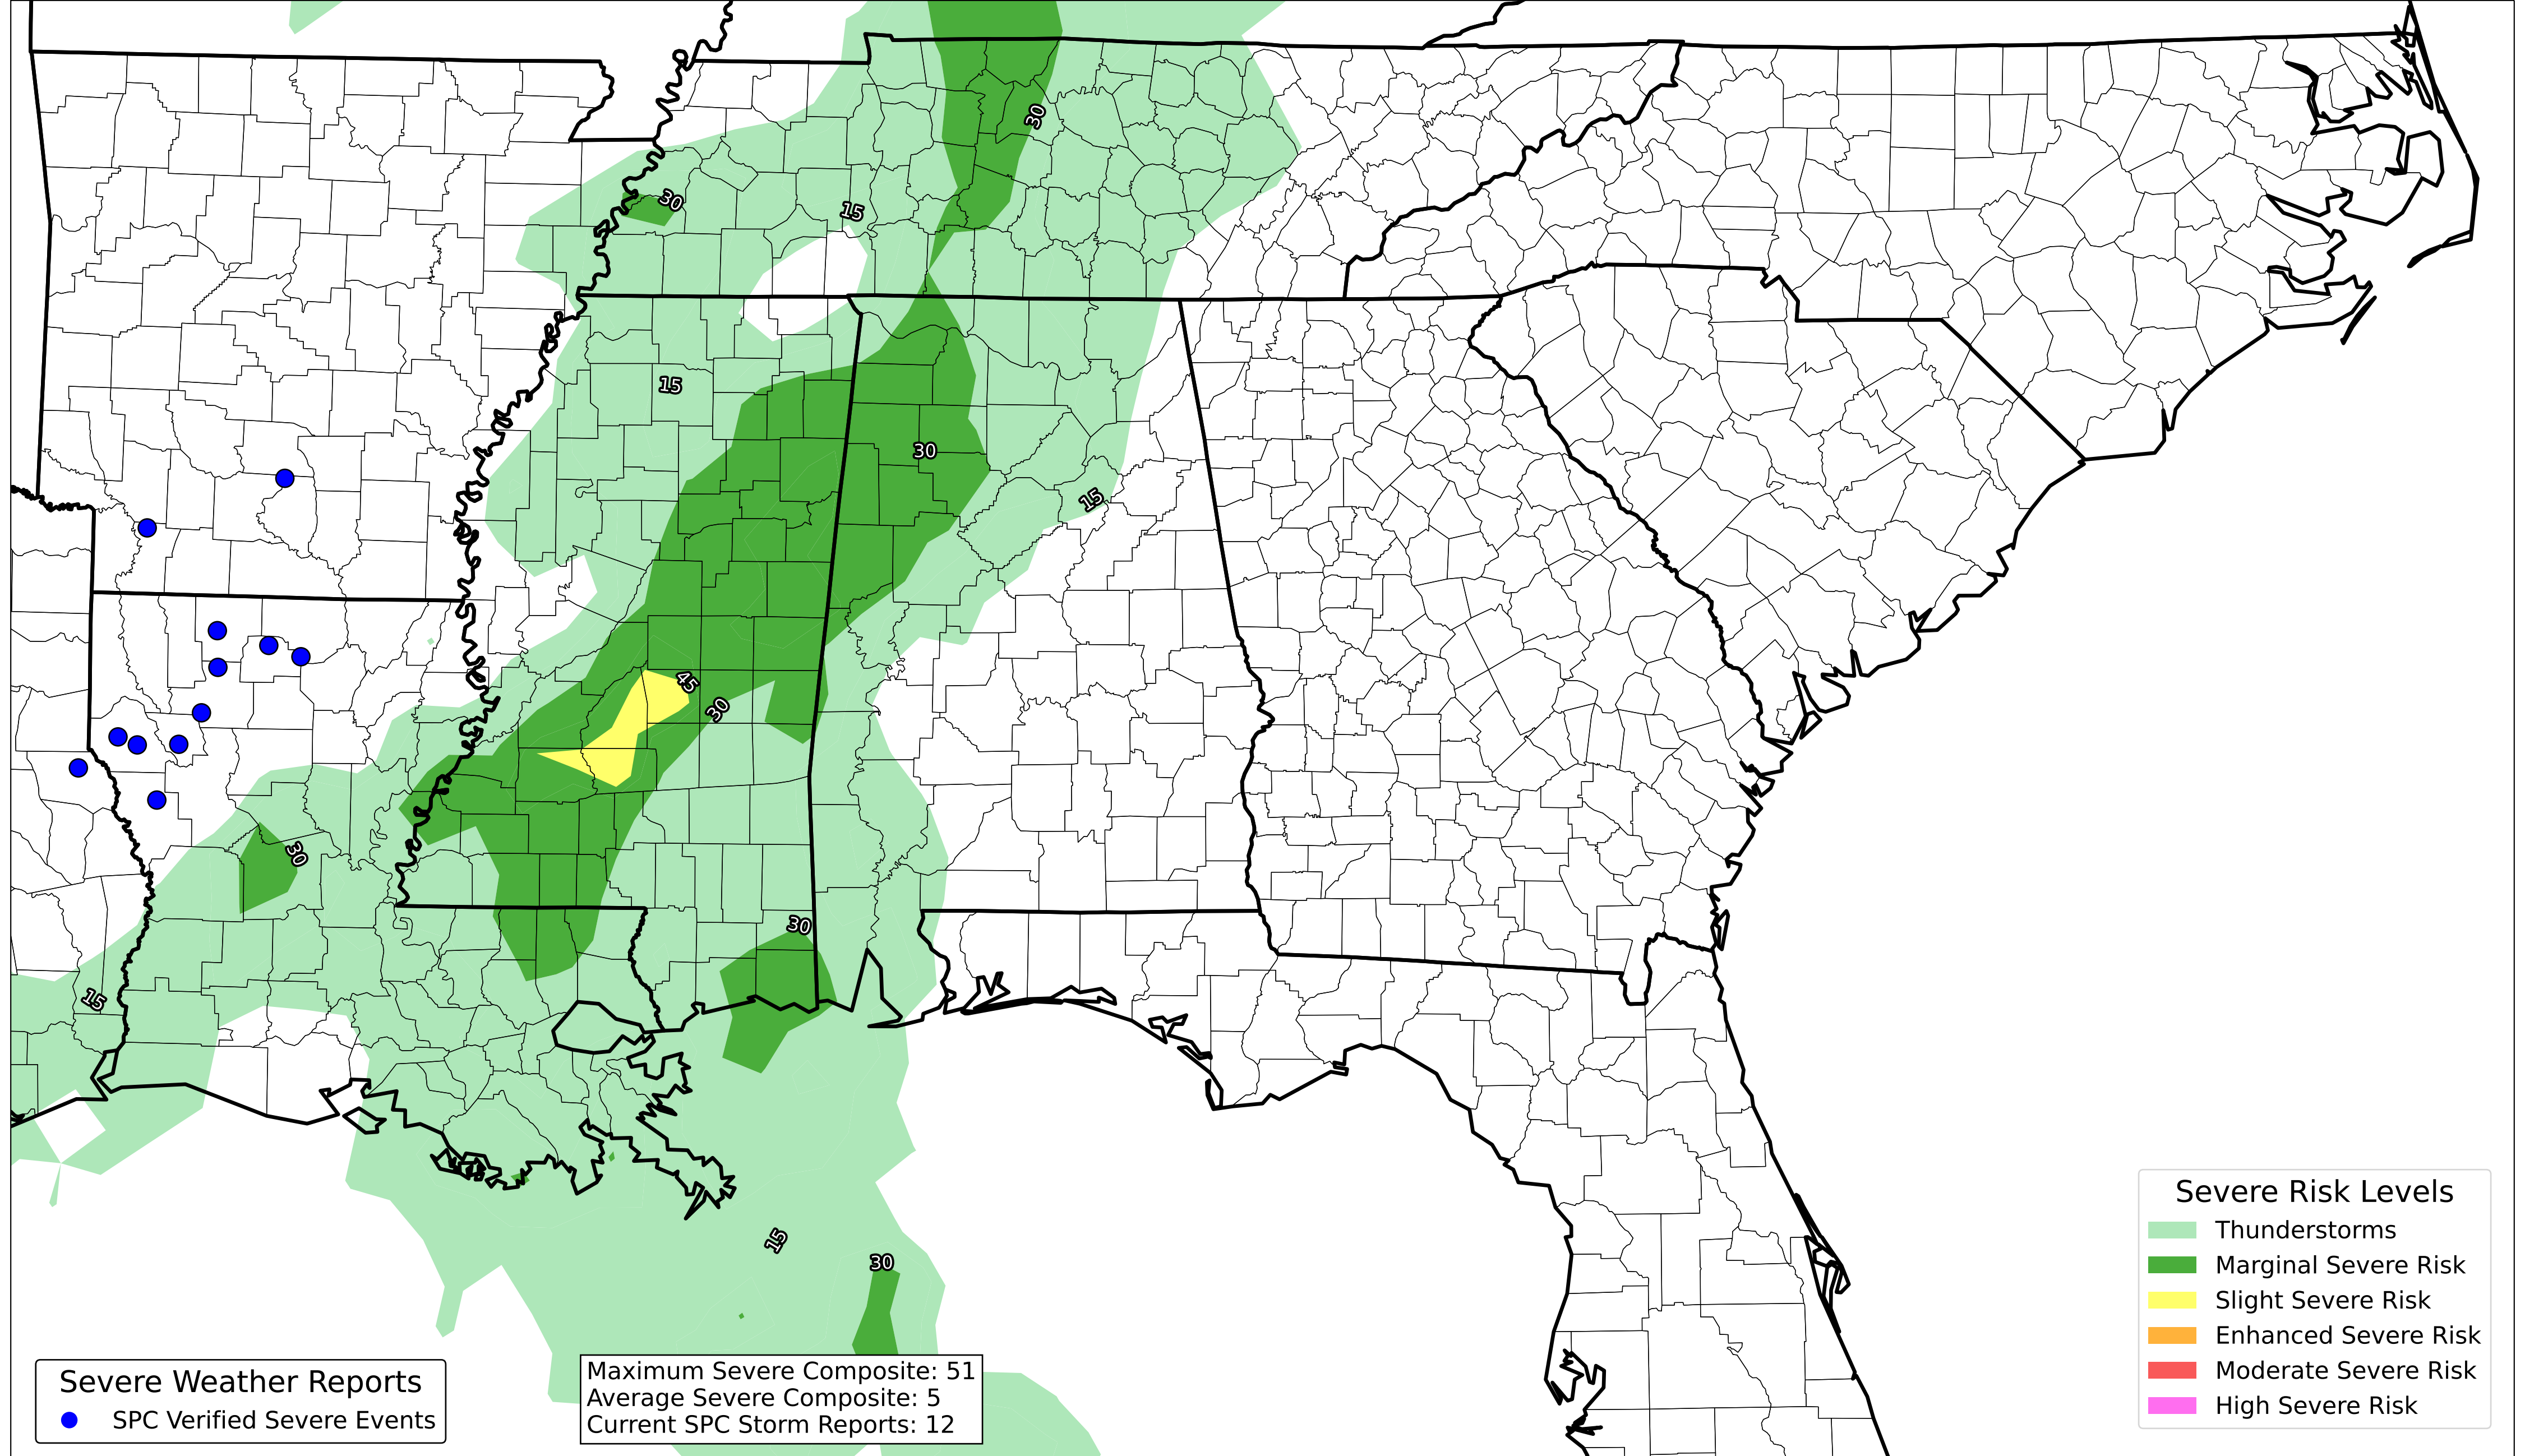 30
30
15
15
30
15
45
30
30
30
15
15
30
Severe Risk Levels
Thunderstorms
Marginal Severe Risk
Slight Severe Risk
Enhanced Severe Risk
Moderate Severe Risk
High Severe Risk
Severe Weather Reports
SPC Verified Severe Events
Maximum Severe Composite: 51
Average Severe Composite: 5
Current SPC Storm Reports: 12